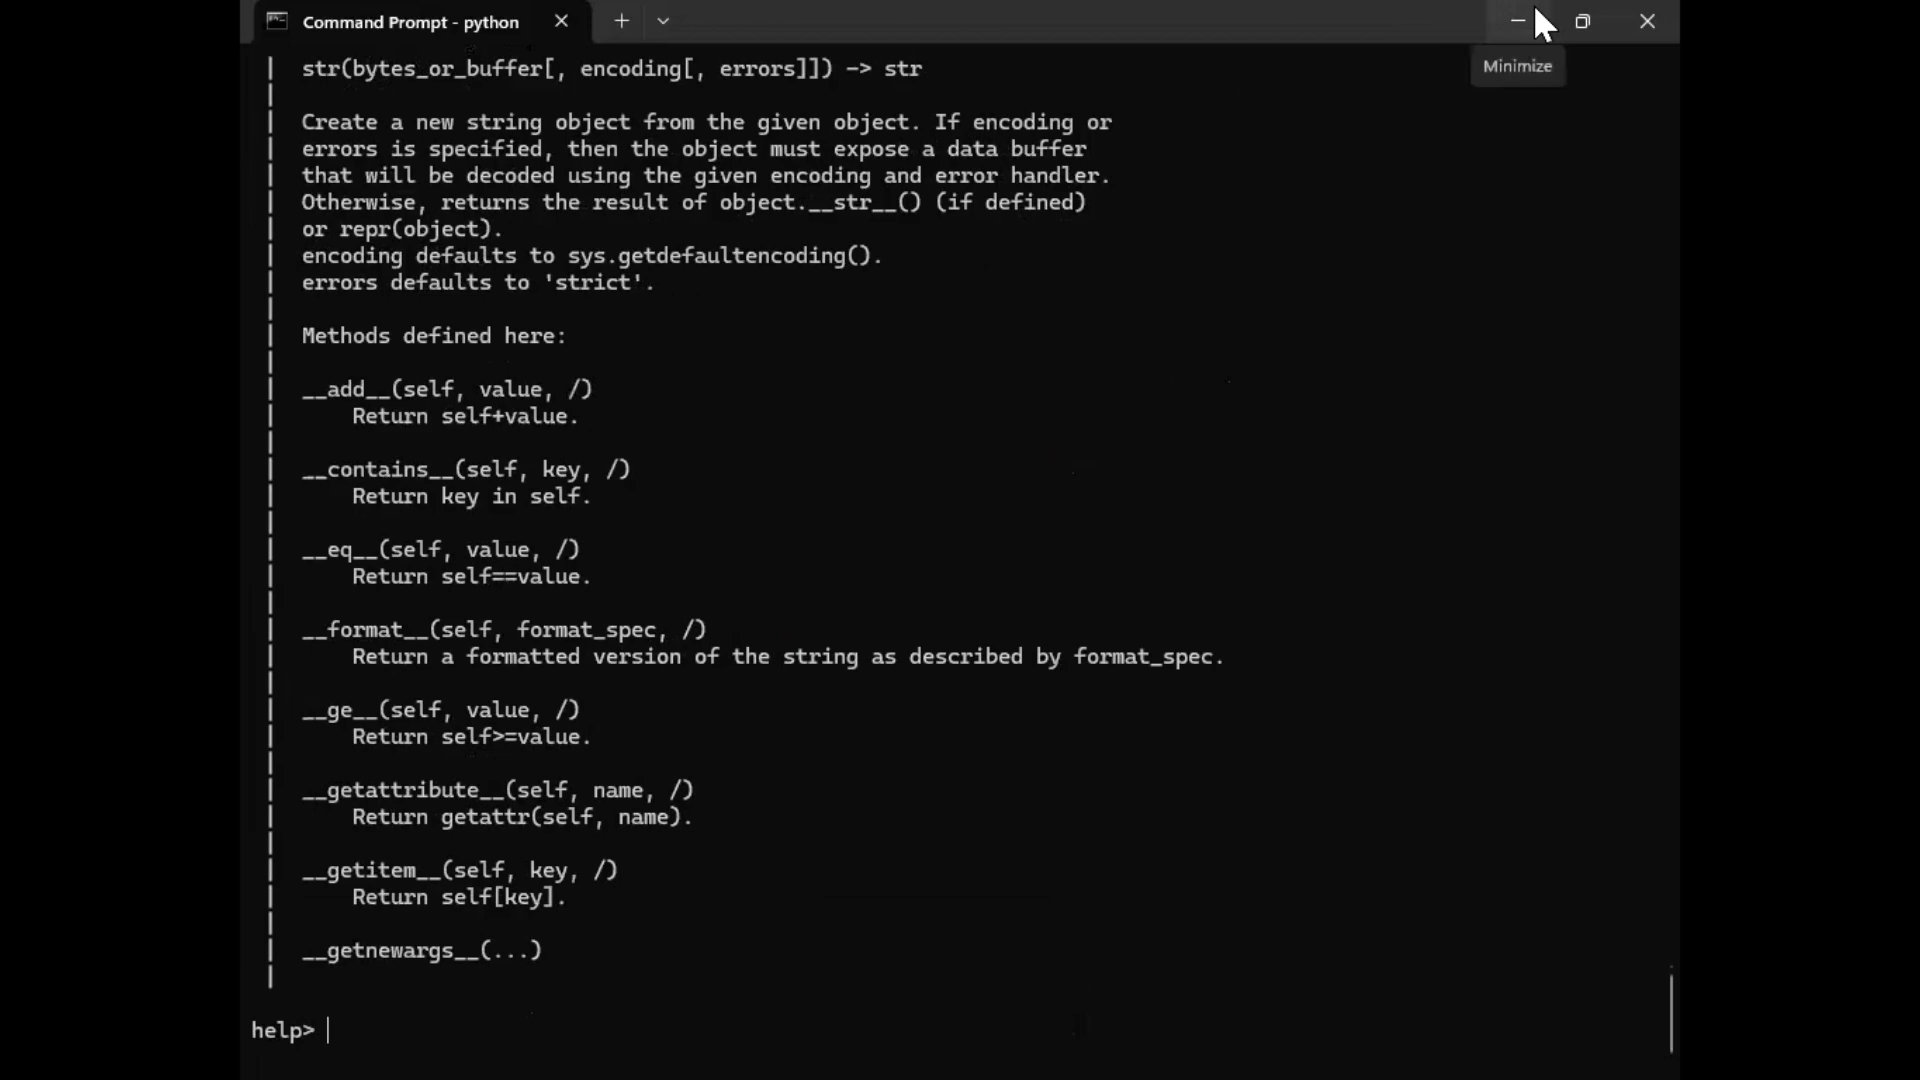 Command Prompt - python
Minimize
| str(bytes_or_buffer[, encoding[, errors]]) -> str
|
| Create a new string object from the given object. If encoding or
| errors is specified, then the object must expose a data buffer
| that will be decoded using the given encoding and error handler.
| Otherwise, returns the result of object.__str__() (if defined)
| or repr(object).
| encoding defaults to sys.getdefaultencoding().
| errors defaults to 'strict'.
|
| Methods defined here:
|
| __add__(self, value, /)
|     Return self+value.
|
| __contains__(self, key, /)
|     Return key in self.
|
| __eq__(self, value, /)
|     Return self==value.
|
| __format__(self, format_spec, /)
|     Return a formatted version of the string as described by format_spec.
|
| __ge__(self, value, /)
|     Return self>=value.
|
| __getattribute__(self, name, /)
|     Return getattr(self, name).
|
| __getitem__(self, key, /)
|     Return self[key].
|
| __getnewargs__(...)
|
help>